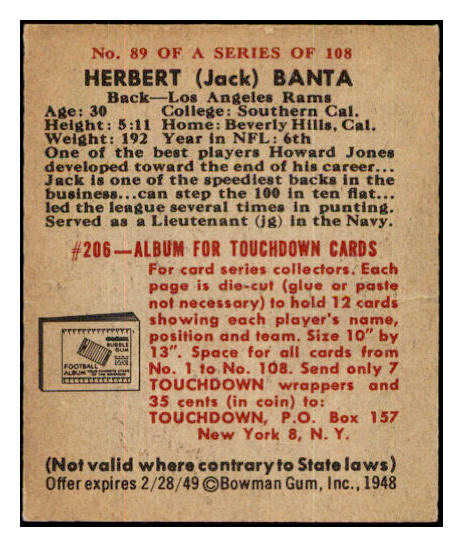 No. 89 OF A SERIES OF 108
HERBERT (Jack) BANTA
Back—Los Angeles Rams
Age: 30 College: Southern Cal.
Height: 5:11 Home: Beverly Hills, Cal.
Weight: 192 Year in NFL: 6th
One of the best players Howard Jones
developed toward the end of his career...
Jack is one of the speediest backs in the
business...can step the 100 in ten flat...
led the league several times in punting.
Served as a Lieutenant (jg) in the Navy.
#206—ALBUM FOR TOUCHDOWN CARDS
For card series collectors. Each
page is die-cut (glue or paste
not necessary) to hold 12 cards
showing each player's name,
position and team. Size 10" by
13". Space for all cards from
No. 1 to No. 108. Send only 7
TOUCHDOWN wrappers and
35 cents (in coin) to:
TOUCHDOWN, P.O. Box 157
New York 8, N.Y.
BUBBLE
GUM
FOOTBALL
ALBUM
(Not valid where contrary to State laws)
Offer expires 2/28/49 ©Bowman Gum, Inc., 1948